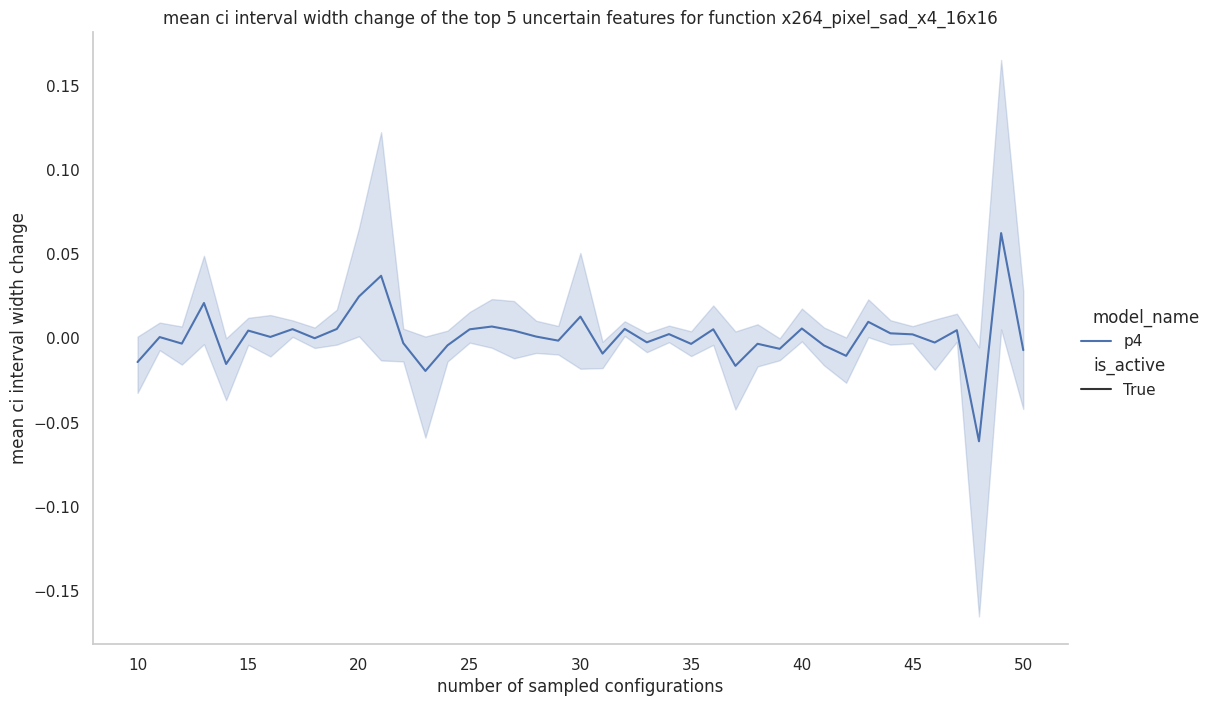 mean ci interval width change of the top 5 uncertain features for function x264_pixel_sad_x4_16x16
mean ci interval width change
0.15
0.10
0.05
0.00
−0.05
−0.10
−0.15
10
15
20
25
30
35
40
45
50
number of sampled configurations
model_name
p4
is_active
True